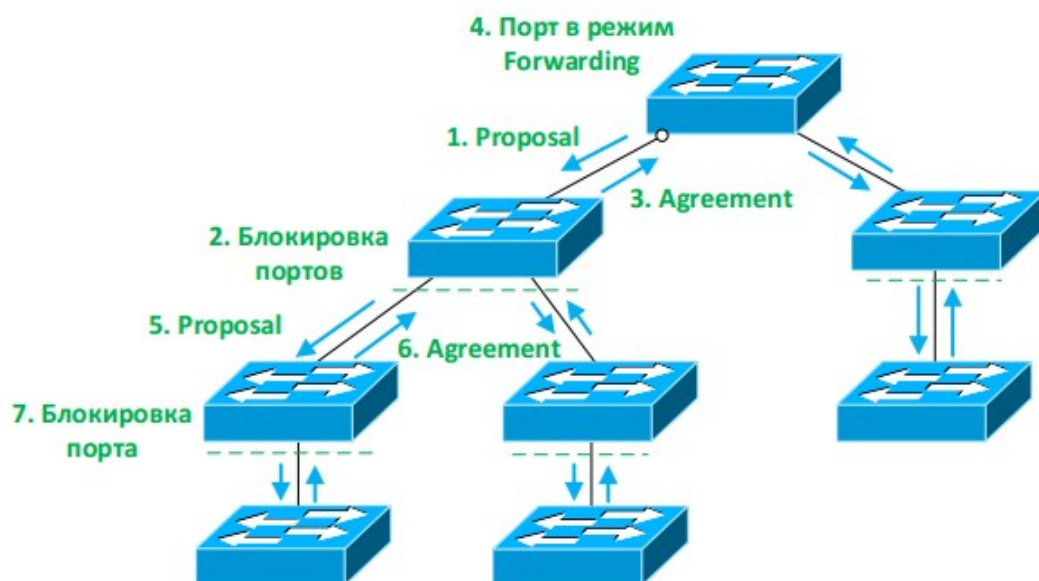 4. Порт в режим
Forwarding
1. Proposal
3. Agreement
2. Блокировка
портов
5. Proposal
6. Agreement
7. Блокировка
порта